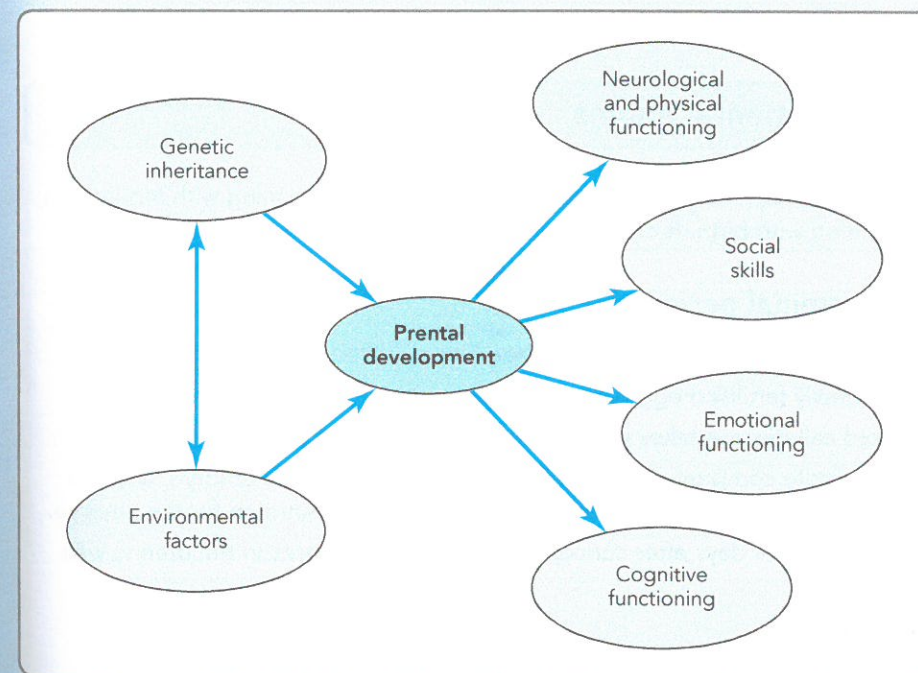 Neurological
and physical
functioning
Genetic
inheritance
Social
skills
Prental
development
Emotional
functioning
Environmental
factors
Cognitive
functioning